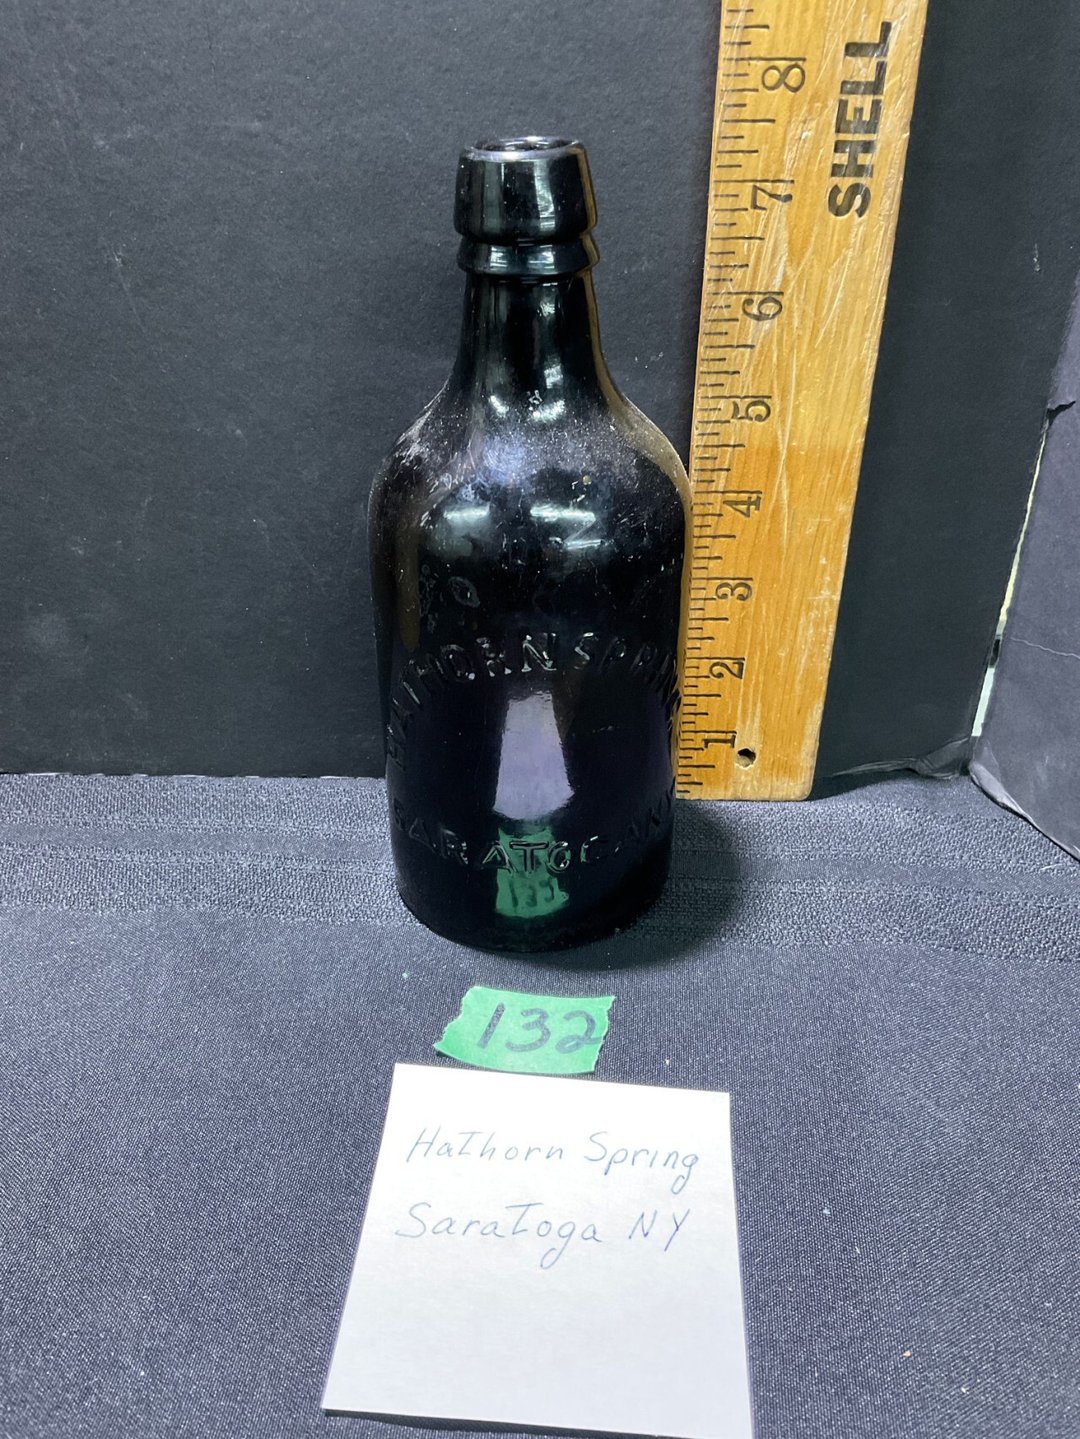 8
SHELL
7
6
5
4
3
2
1
HATHORN SPRING
SARATOGA N.Y
132
Hathorn Spring
Saratoga NY